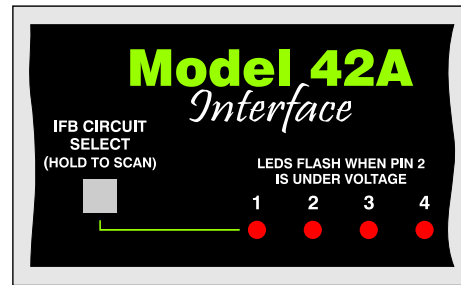 Model 42A
Interface
IFB CIRCUIT
SELECT
(HOLD TO SCAN)
LEDS FLASH WHEN PIN 2
IS UNDER VOLTAGE
1 2 3 4